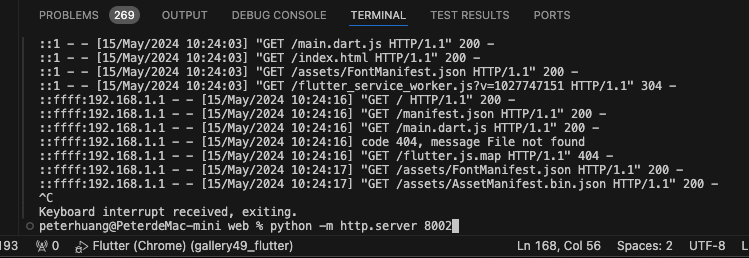 PROBLEMS 269 OUTPUT DEBUG CONSOLE TERMINAL TEST RESULTS PORTS
::1 - - [15/May/2024 10:24:03] "GET /main.dart.js HTTP/1.1" 200 -
::1 - - [15/May/2024 10:24:03] "GET /index.html HTTP/1.1" 200 -
::1 - - [15/May/2024 10:24:03] "GET /assets/FontManifest.json HTTP/1.1" 200 -
::1 - - [15/May/2024 10:24:03] "GET /flutter_service_worker.js?v=1027747151 HTTP/1.1" 304 -
::ffff:192.168.1.1 - - [15/May/2024 10:24:16] "GET / HTTP/1.1" 200 -
::ffff:192.168.1.1 - - [15/May/2024 10:24:16] "GET /manifest.json HTTP/1.1" 200 -
::ffff:192.168.1.1 - - [15/May/2024 10:24:16] "GET /main.dart.js HTTP/1.1" 200 -
::ffff:192.168.1.1 - - [15/May/2024 10:24:16] code 404, message File not found
::ffff:192.168.1.1 - - [15/May/2024 10:24:16] "GET /flutter.js.map HTTP/1.1" 404 -
::ffff:192.168.1.1 - - [15/May/2024 10:24:17] "GET /assets/FontManifest.json HTTP/1.1" 200 -
::ffff:192.168.1.1 - - [15/May/2024 10:24:17] "GET /assets/AssetManifest.bin.json HTTP/1.1" 200 -
^C
Keyboard interrupt received, exiting.
peterhuang@PeterdeMac-mini web % python -m http.server 8002
193 0 Flutter (Chrome) (gallery49_flutter) Ln 168, Col 56 Spaces: 2 UTF-8 L